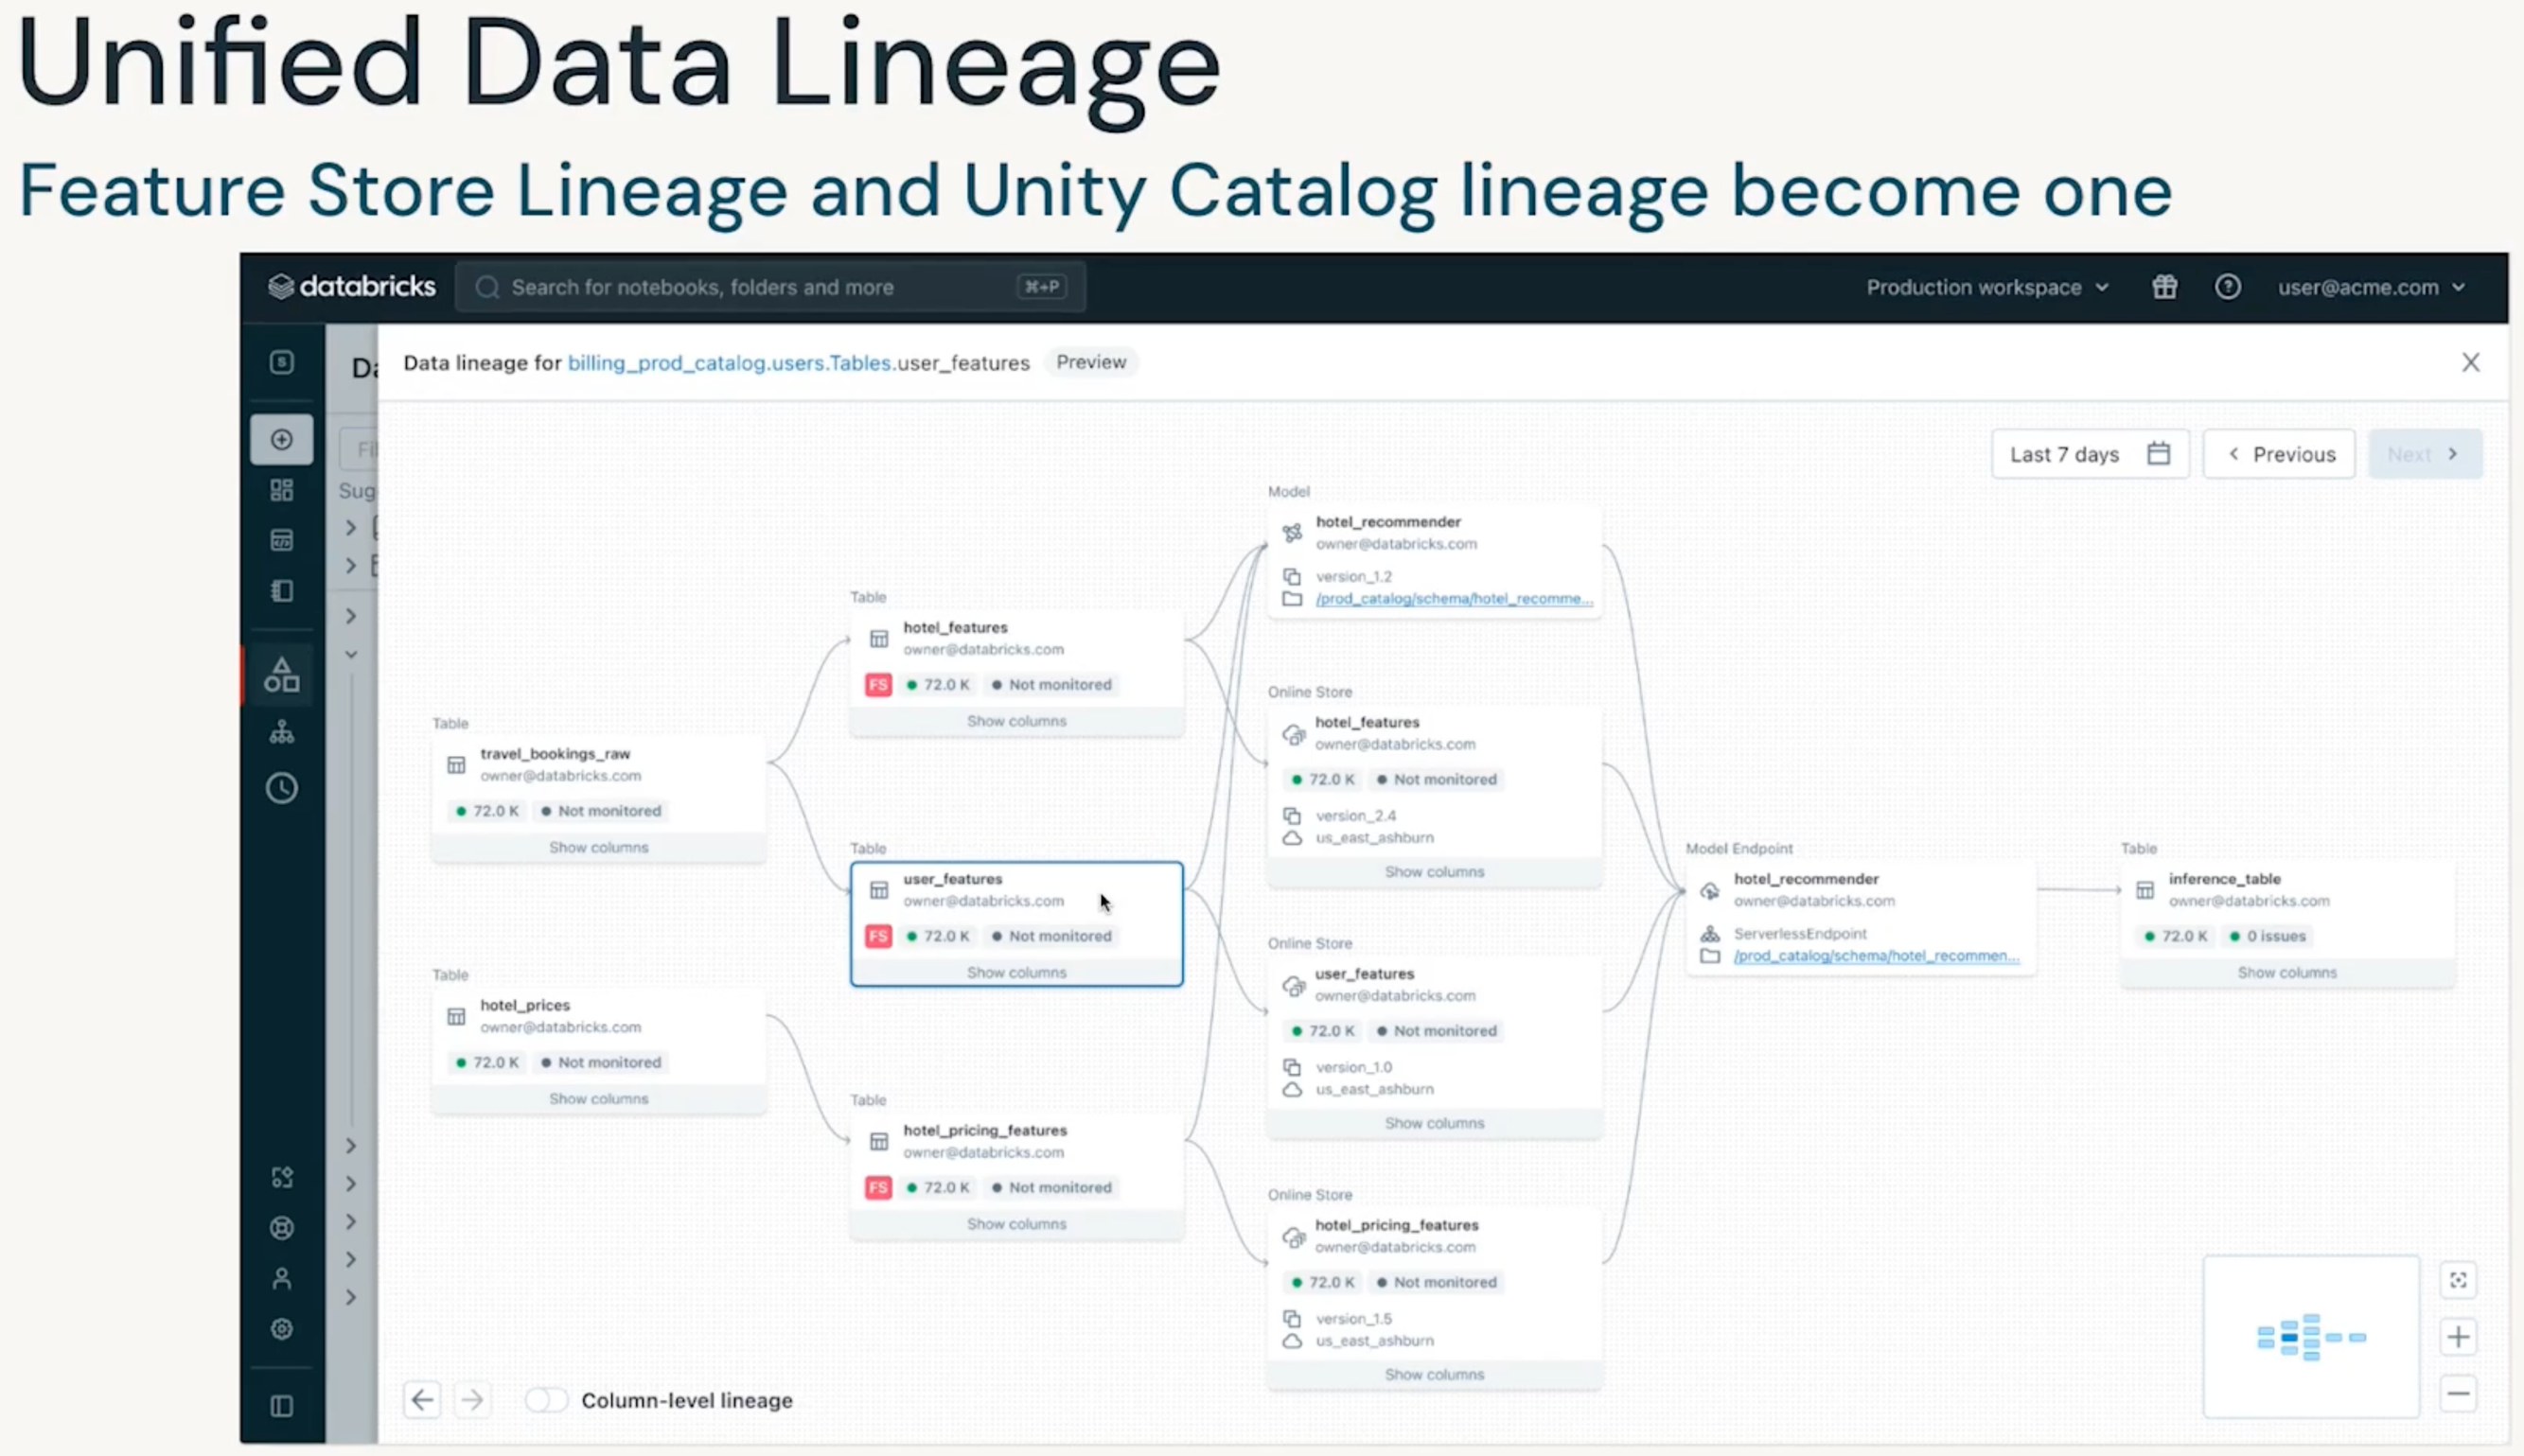 Unified Data Lineage
Feature Store Lineage and Unity Catalog lineage become one
databricks
Search for notebooks, folders and more
⌘+P
Production workspace
user@acme.com
Data lineage for billing_prod_catalog.users.Tables.user_features
Preview
Last 7 days
Previous
Next
Sug
Table
travel_bookings_raw
owner@databricks.com
72.0 K
Not monitored
Show columns
Table
hotel_prices
owner@databricks.com
72.0 K
Not monitored
Show columns
Table
hotel_features
owner@databricks.com
FS
72.0 K
Not monitored
Show columns
Table
user_features
owner@databricks.com
FS
72.0 K
Not monitored
Show columns
Table
hotel_pricing_features
owner@databricks.com
FS
72.0 K
Not monitored
Show columns
Model
hotel_recommender
owner@databricks.com
version_1.2
/prod_catalog/schema/hotel_recomme...
Online Store
hotel_features
owner@databricks.com
72.0 K
Not monitored
version_2.4
us_east_ashburn
Show columns
Online Store
user_features
owner@databricks.com
72.0 K
Not monitored
version_1.0
us_east_ashburn
Show columns
Online Store
hotel_pricing_features
owner@databricks.com
72.0 K
Not monitored
version_1.5
us_east_ashburn
Show columns
Model Endpoint
hotel_recommender
owner@databricks.com
ServerlessEndpoint
/prod_catalog/schema/hotel_recommen...
Table
inference_table
owner@databricks.com
72.0 K
0 issues
Show columns
Column-level lineage